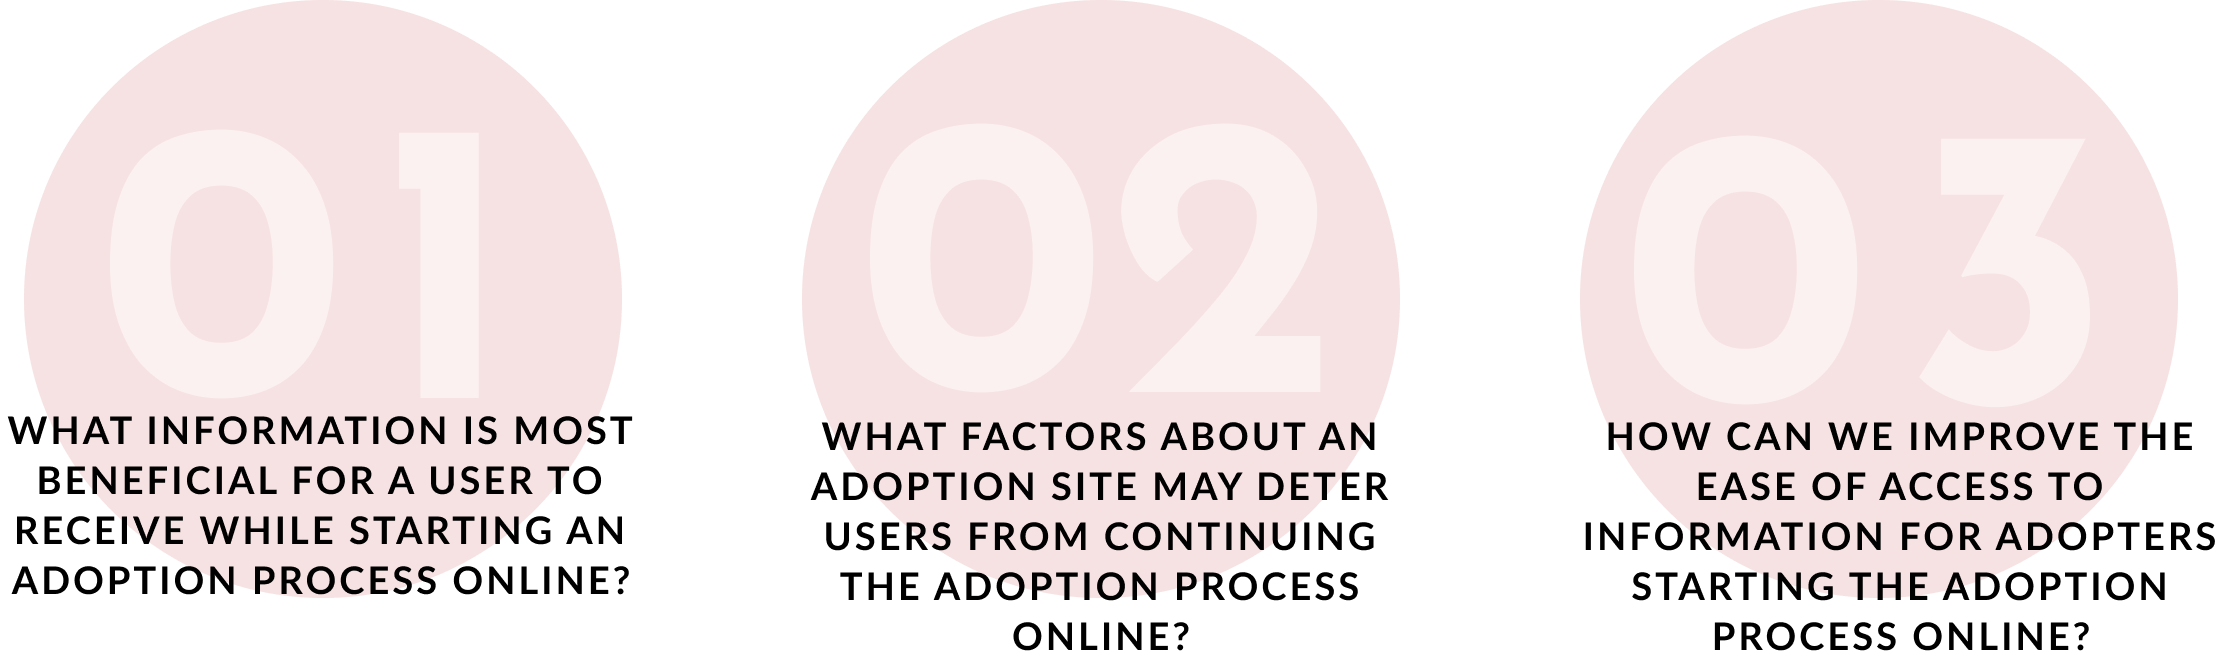 01
WHAT INFORMATION IS MOST
BENEFICIAL FOR A USER TO
RECEIVE WHILE STARTING AN
ADOPTION PROCESS ONLINE?
02
WHAT FACTORS ABOUT AN
ADOPTION SITE MAY DETER
USERS FROM CONTINUING
THE ADOPTION PROCESS
ONLINE?
03
HOW CAN WE IMPROVE THE
EASE OF ACCESS TO
INFORMATION FOR ADOPTERS
STARTING THE ADOPTION
PROCESS ONLINE?